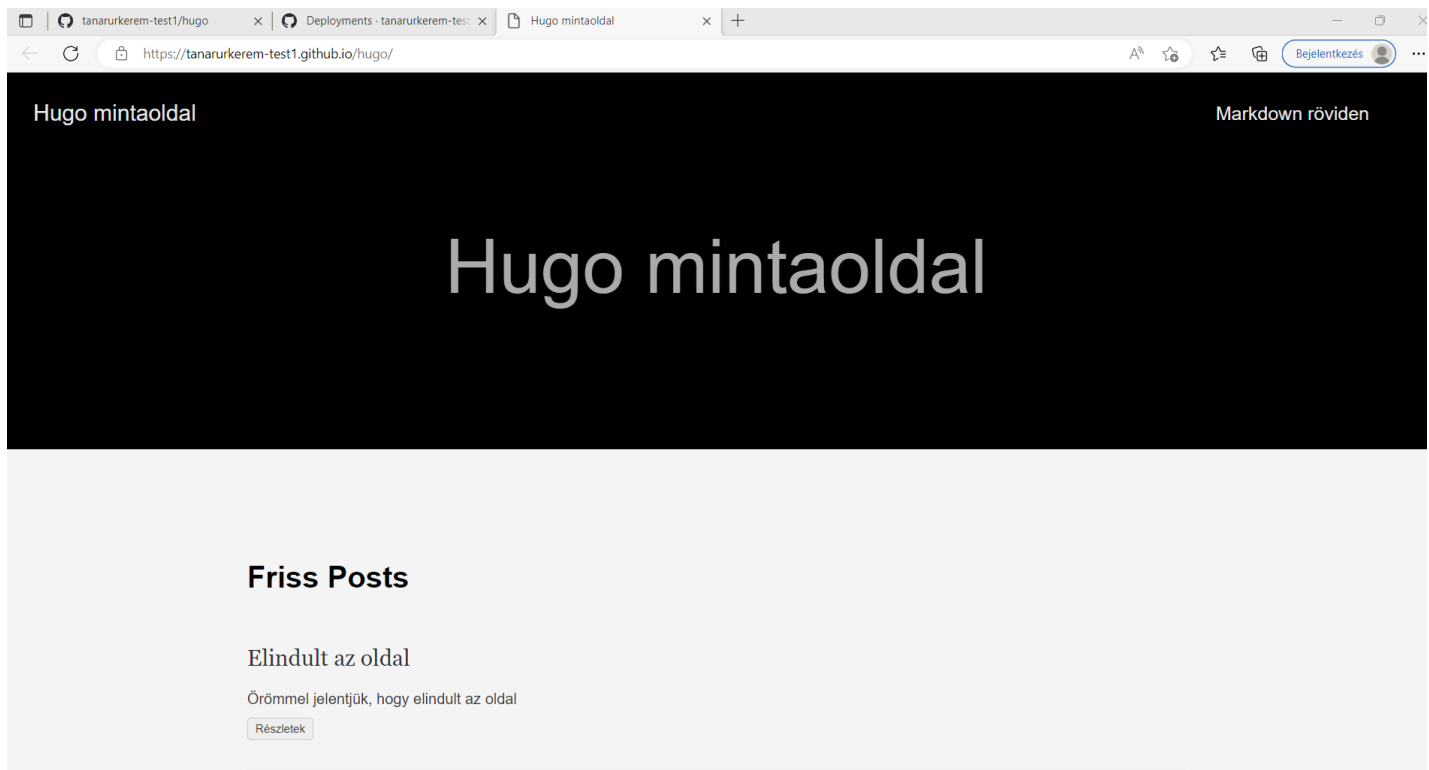 tanarurkerem-test1/hugo
Deployments · tanarurkerem-test
Hugo mintaoldal
https://tanarurkerem-test1.github.io/hugo/
Bejelentkezés
Hugo mintaoldal
Markdown röviden
Hugo mintaoldal
Friss Posts
Elindult az oldal
Örömmel jelentjük, hogy elindult az oldal
Részletek